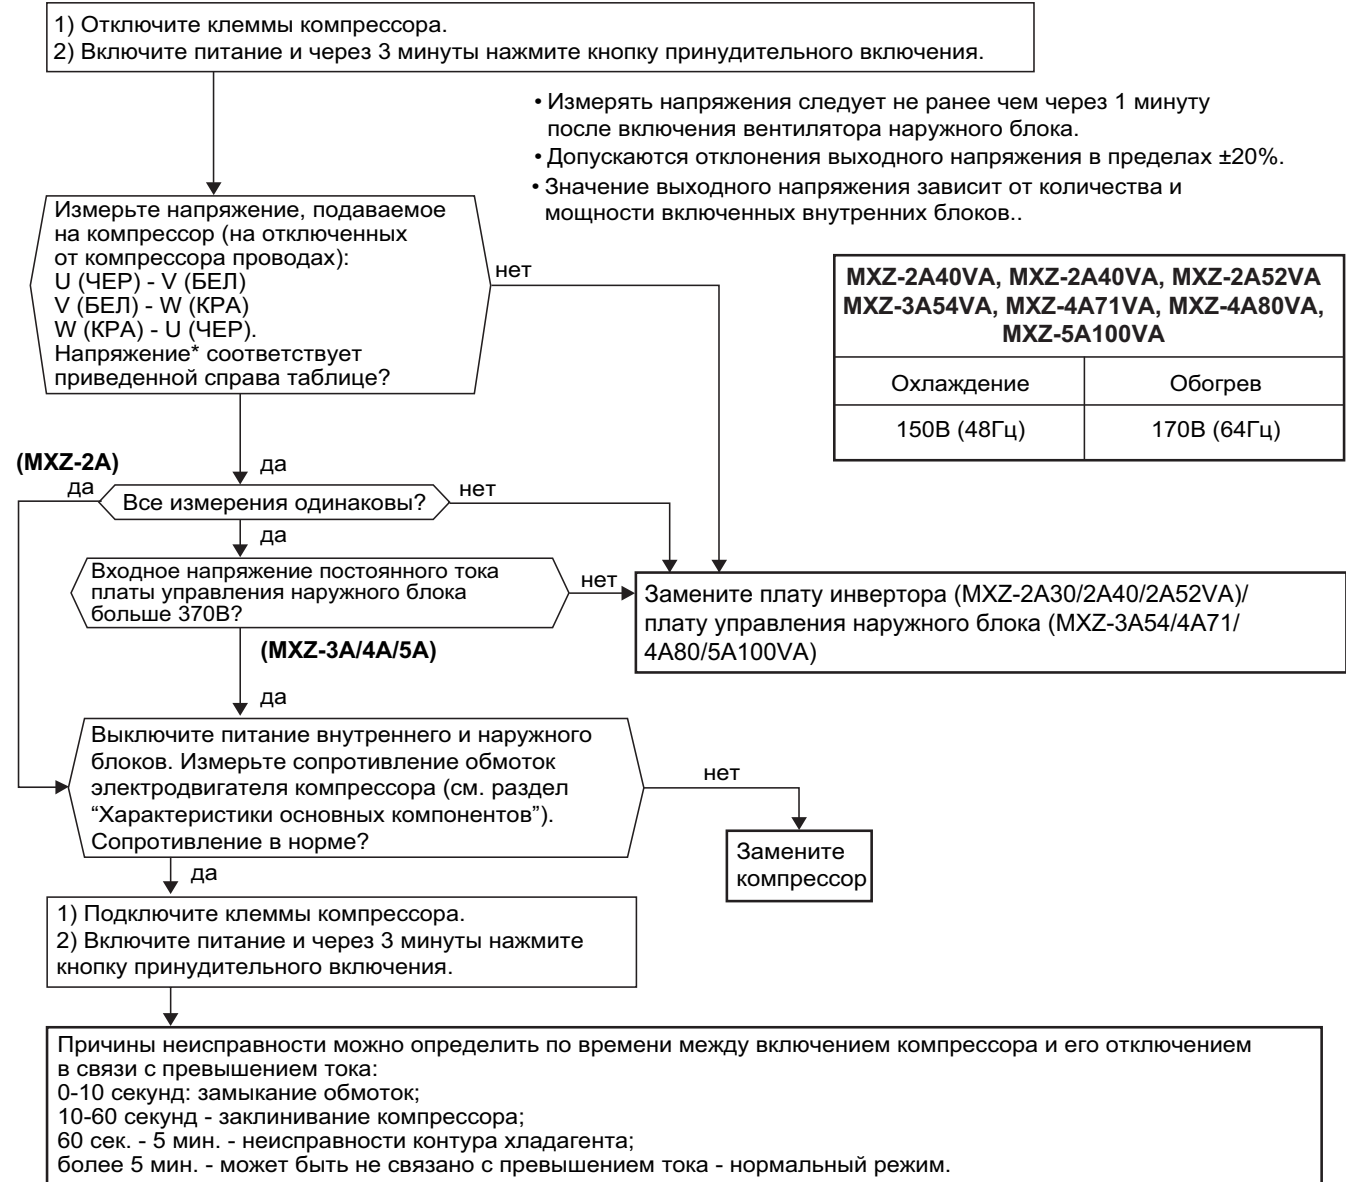 1) Отключите клеммы компрессора.
2) Включите питание и через 3 минуты нажмите кнопку принудительного включения.
• Измерять напряжения следует не ранее чем через 1 минуту
после включения вентилятора наружного блока.
• Допускаются отклонения выходного напряжения в пределах ±20%.
• Значение выходного напряжения зависит от количества и
мощности включенных внутренних блоков..
Измерьте напряжение, подаваемое
на компрессор (на отключенных
от компрессора проводах):
U (ЧЕР) - V (БЕЛ)
V (БЕЛ) - W (КРА)
W (КРА) - U (ЧЕР).
Напряжение* соответствует
приведенной справа таблице?
нет
MXZ-2A40VA, MXZ-2A40VA, MXZ-2A52VA
MXZ-3A54VA, MXZ-4A71VA, MXZ-4A80VA,
MXZ-5A100VA
Охлаждение
Обогрев
150В (48Гц)
170В (64Гц)
(MXZ-2A)
да
да
Все измерения одинаковы?
нет
да
Входное напряжение постоянного тока
платы управления наружного блока
больше 370В?
нет
Замените плату инвертора (MXZ-2A30/2A40/2A52VA)/
плату управления наружного блока (MXZ-3A54/4A71/
4A80/5A100VA)
(MXZ-3A/4A/5A)
да
Выключите питание внутреннего и наружного
блоков. Измерьте сопротивление обмоток
электродвигателя компрессора (см. раздел
“Характеристики основных компонентов”).
Сопротивление в норме?
нет
Замените
компрессор
да
1) Подключите клеммы компрессора.
2) Включите питание и через 3 минуты нажмите
кнопку принудительного включения.
Причины неисправности можно определить по времени между включением компрессора и его отключением
в связи с превышением тока:
0-10 секунд: замыкание обмоток;
10-60 секунд - заклинивание компрессора;
60 сек. - 5 мин. - неисправности контура хладагента;
более 5 мин. - может быть не связано с превышением тока - нормальный режим.